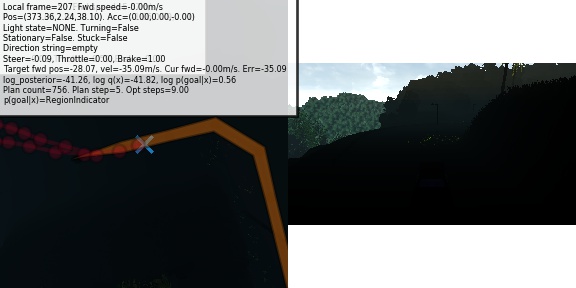 Local frame=207: Fwd speed=-0.00m/s
Pos=(373.36,2.24,38.10). Acc=(0.00,0.00,-0.00)
Light state=NONE. Turning=False
Stationary=False. Stuck=False
Direction string=empty
Steer=-0.09, Throttle=0.00, Brake=1.00
Target fwd pos=-28.07, vel=-35.09m/s. Cur fwd=-0.00m/s. Err=-35.09
log_posterior=-41.26, log q(x)=-41.82, log p(goal|x)=0.56
Plan count=756. Plan step=5. Opt steps=9.00
p(goal|x)=RegionIndicator